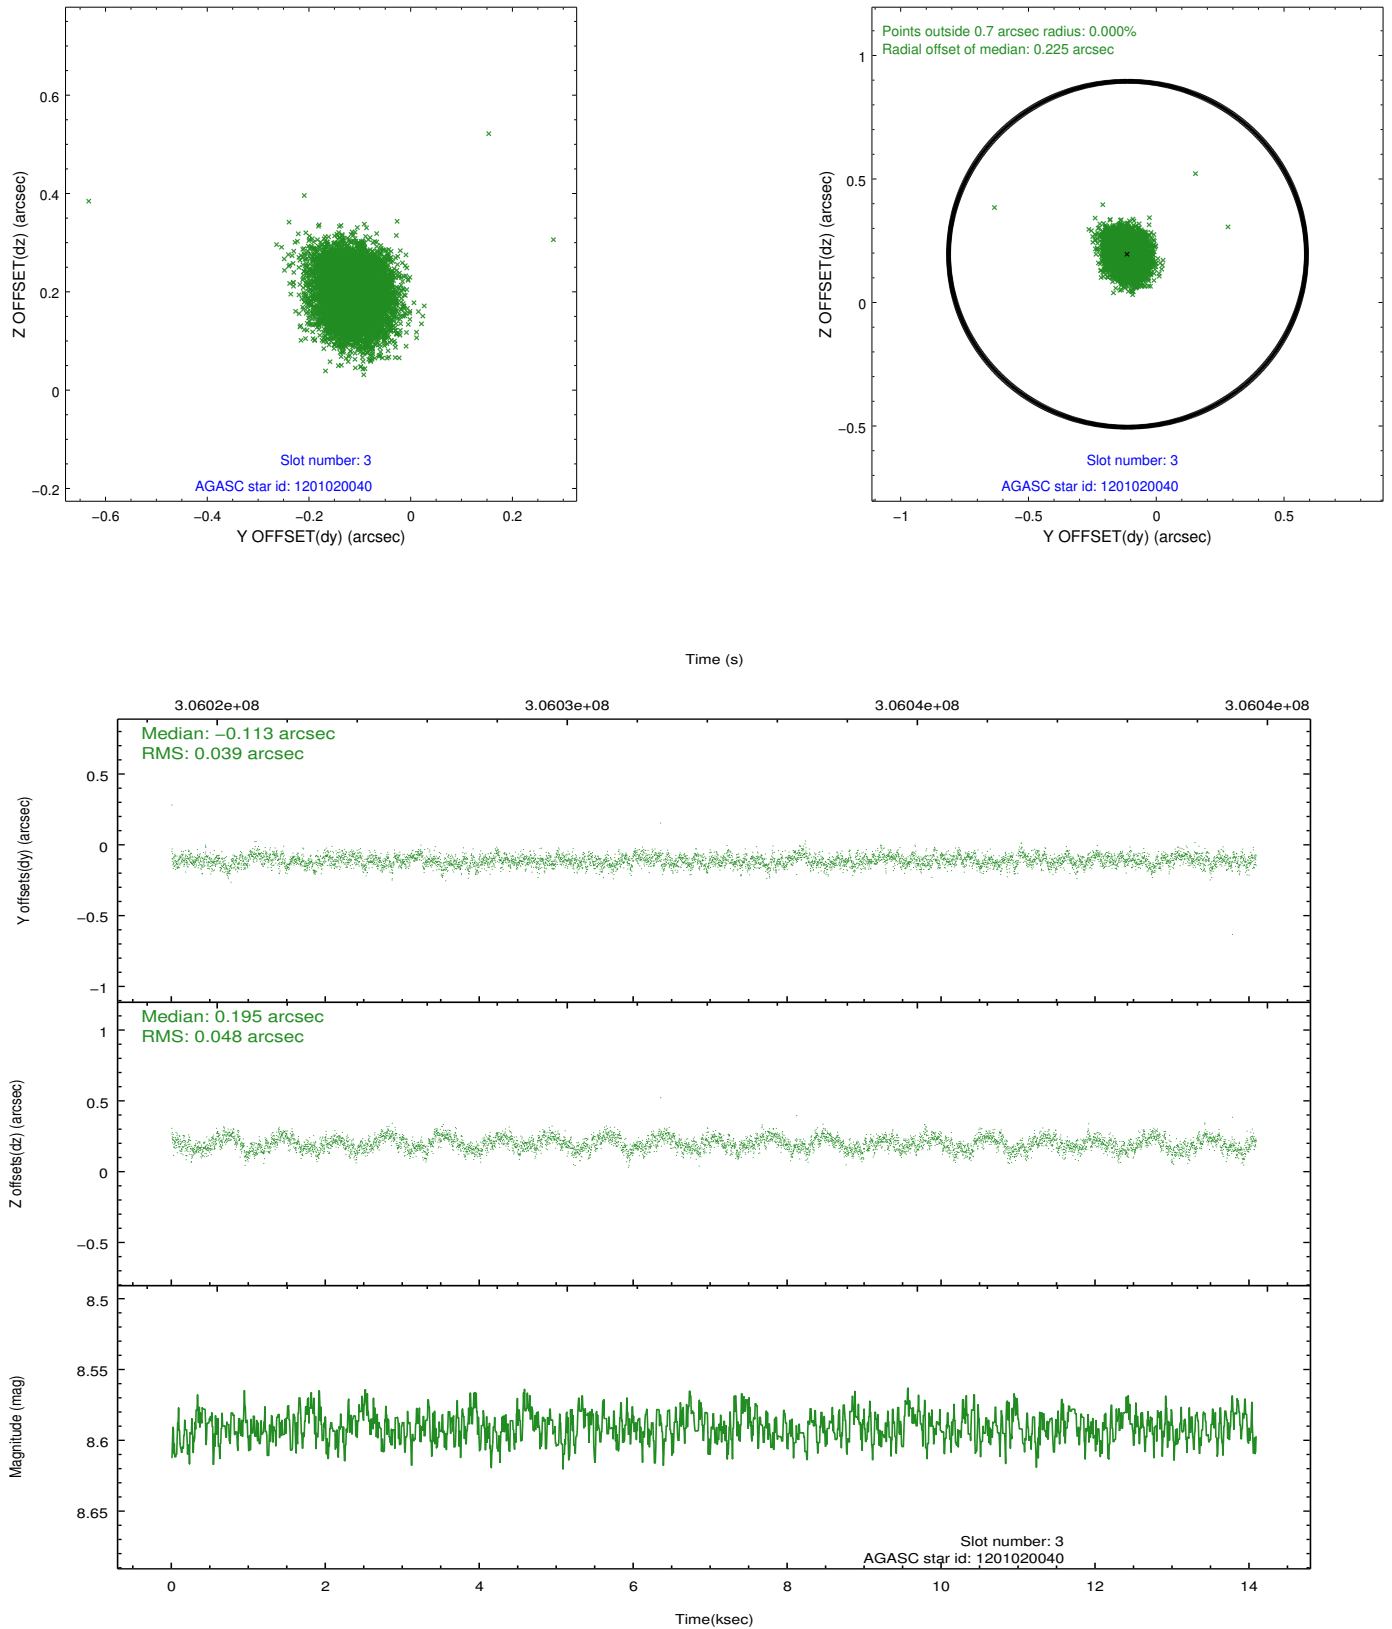 0.6
0.4
0.2
0
−0.2
Z OFFSET(dz) (arcsec)
Slot number: 3
AGASC star id: 1201020040
−0.6 −0.4 −0.2 0 0.2
Y OFFSET(dy) (arcsec)
Points outside 0.7 arcsec radius: 0.000%
Radial offset of median: 0.225 arcsec
1
0.5
0
−0.5
Z OFFSET(dz) (arcsec)
Slot number: 3
AGASC star id: 1201020040
−1 −0.5 0 0.5
Y OFFSET(dy) (arcsec)
Time (s)
3.0602e+08 3.0603e+08 3.0604e+08 3.0604e+08
Median: −0.113 arcsec
RMS: 0.039 arcsec
0.5
0
−0.5
−1
Y offsets(dy) (arcsec)
Median: 0.195 arcsec
RMS: 0.048 arcsec
1
0.5
0
−0.5
Z offsets(dz) (arcsec)
8.5
8.55
8.6
8.65
Magnitude (mag)
Slot number: 3
AGASC star id: 1201020040
0 2 4 6 8 10 12 14
Time(ksec)